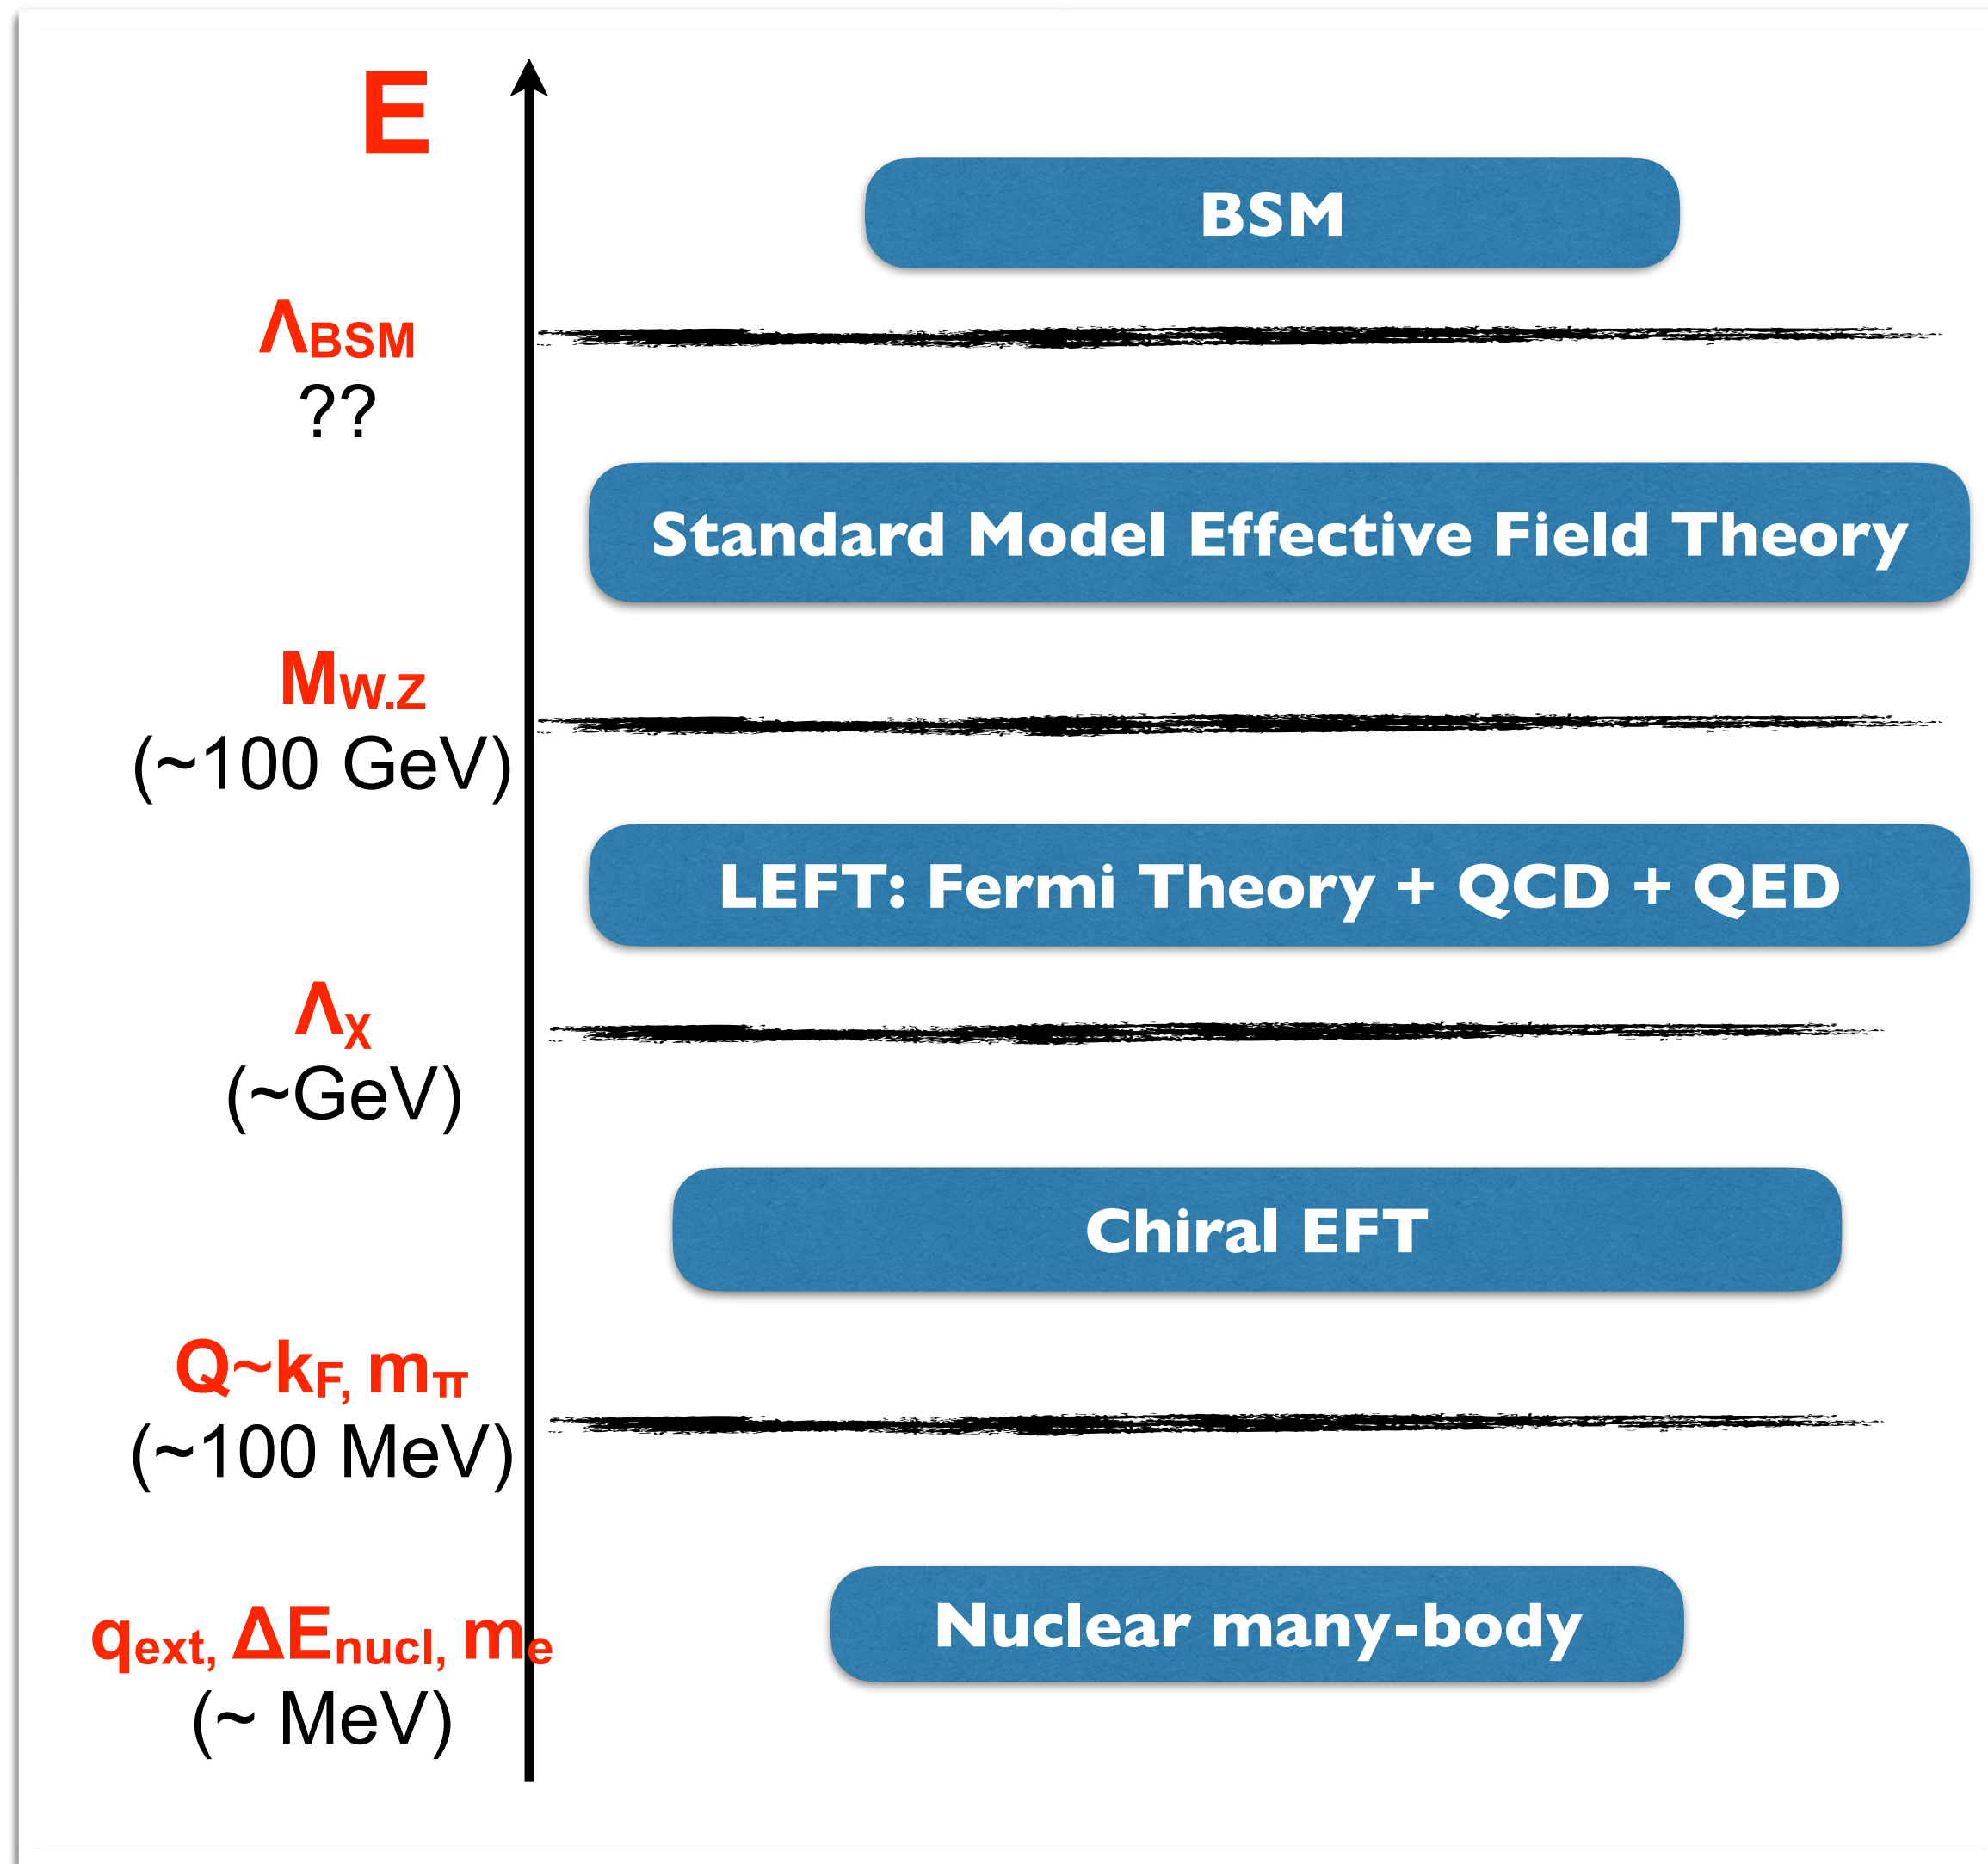 E
BSM
ΛBSM
??
Standard Model Effective Field Theory
MW.Z
(~100 GeV)
LEFT: Fermi Theory + QCD + QED
Λχ
(~GeV)
Chiral EFT
Q~kF, mπ
(~100 MeV)
Nuclear many-body
qext, ΔEnucl, me
(~ MeV)